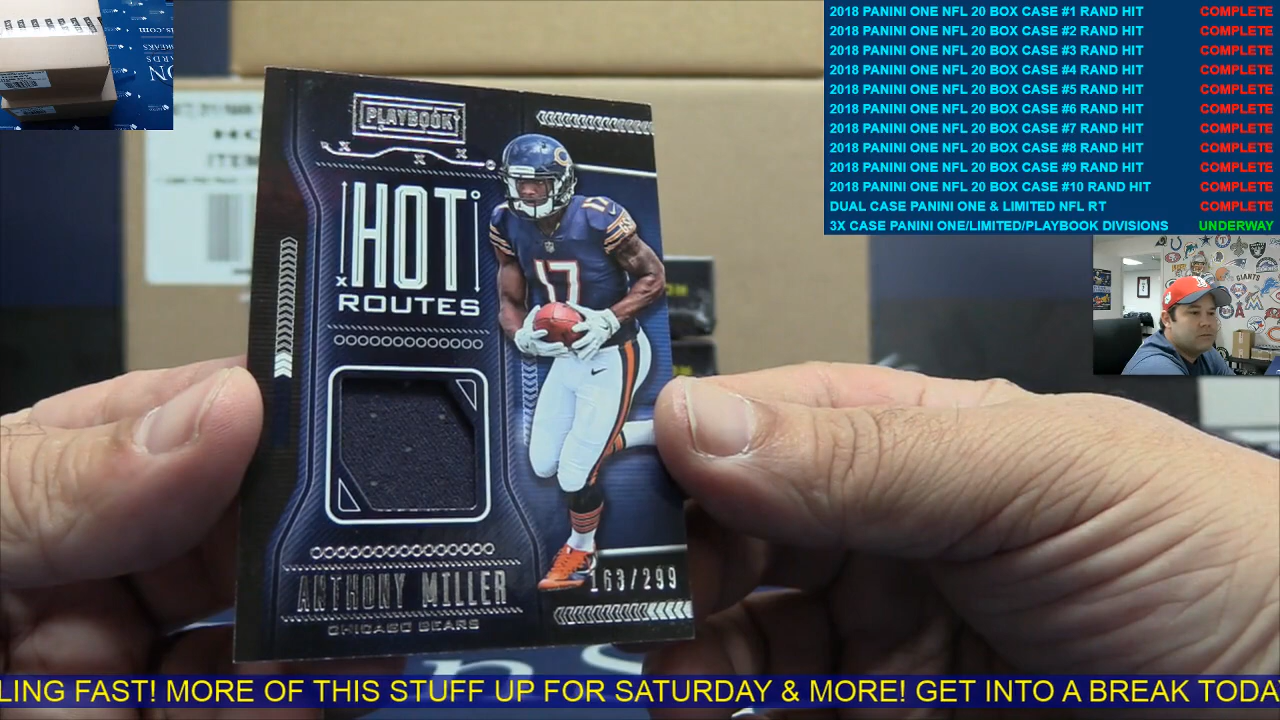 2018 PANINI ONE NFL 20 BOX CASE #1 RAND HIT COMPLETE
2018 PANINI ONE NFL 20 BOX CASE #2 RAND HIT COMPLETE
2018 PANINI ONE NFL 20 BOX CASE #3 RAND HIT COMPLETE
2018 PANINI ONE NFL 20 BOX CASE #4 RAND HIT COMPLETE
2018 PANINI ONE NFL 20 BOX CASE #5 RAND HIT COMPLETE
2018 PANINI ONE NFL 20 BOX CASE #6 RAND HIT COMPLETE
2018 PANINI ONE NFL 20 BOX CASE #7 RAND HIT COMPLETE
2018 PANINI ONE NFL 20 BOX CASE #8 RAND HIT COMPLETE
2018 PANINI ONE NFL 20 BOX CASE #9 RAND HIT COMPLETE
2018 PANINI ONE NFL 20 BOX CASE #10 RAND HIT COMPLETE
DUAL CASE PANINI ONE & LIMITED NFL RT COMPLETE
3X CASE PANINI ONE/LIMITED/PLAYBOOK DIVISIONS UNDERWAY
PLAYBOOK
HOT
ROUTES
17
17
ANTHONY MILLER
CHICAGO BEARS
163/299
GIANTS
LING FAST! MORE OF THIS STUFF UP FOR SATURDAY & MORE! GET INTO A BREAK TODA